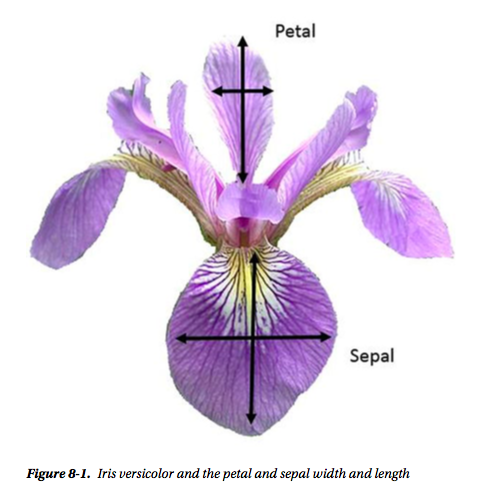 Petal
Sepal
Figure 8-1. Iris versicolor and the petal and sepal width and length